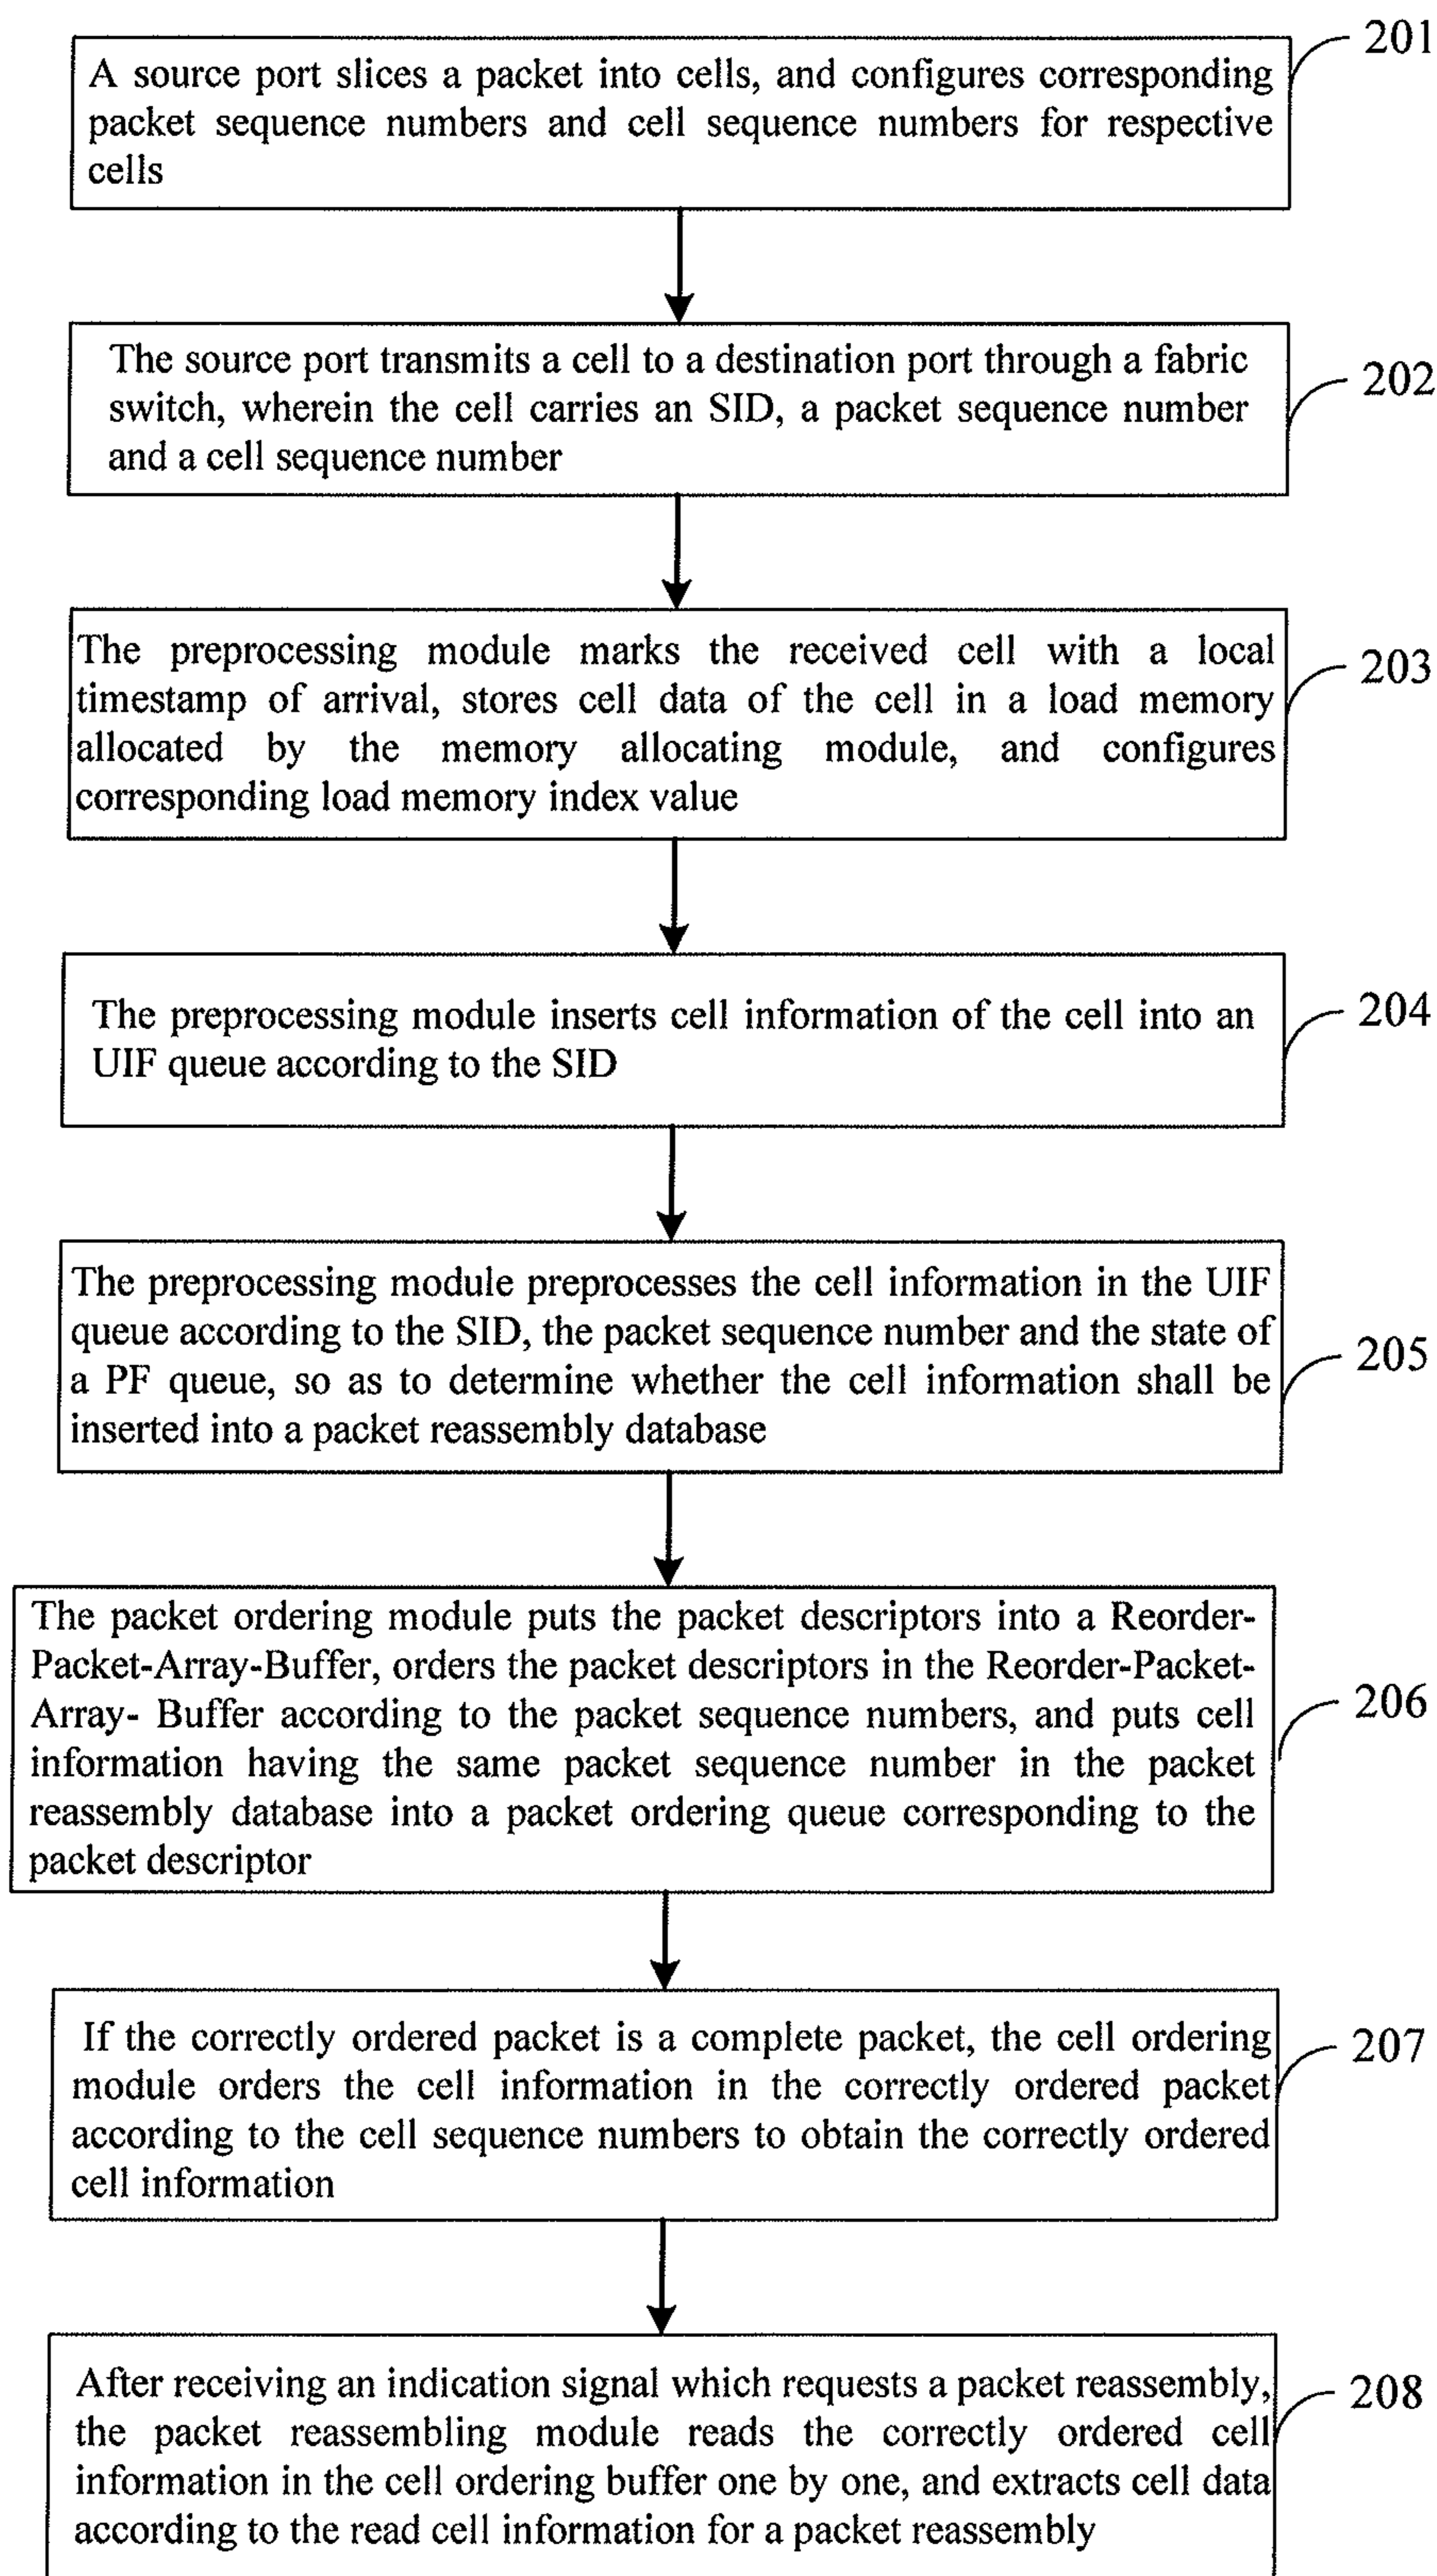 201
A source port slices a packet into cells, and configures corresponding
packet sequence numbers and cell sequence numbers for respective
cells
The source port transmits a cell to a destination port through a fabric
switch, wherein the cell carries an SID, a packet sequence number
and a cell sequence number
202
The preprocessing module marks the received cell with a local
timestamp of arrival, stores cell data of the cell in a load memory
allocated by the memory allocating module, and configures
corresponding load memory index value
203
The preprocessing module inserts cell information of the cell into an
UIF queue according to the SID
204
The preprocessing module preprocesses the cell information in the UIF
queue according to the SID, the packet sequence number and the state of
a PF queue, so as to determine whether the cell information shall be
inserted into a packet reassembly database
205
The packet ordering module puts the packet descriptors into a Reorder-
Packet-Array-Buffer, orders the packet descriptors in the Reorder-Packet-
Array- Buffer according to the packet sequence numbers, and puts cell
information having the same packet sequence number in the packet
reassembly database into a packet ordering queue corresponding to the
packet descriptor
206
If the correctly ordered packet is a complete packet, the cell ordering
module orders the cell information in the correctly ordered packet
according to the cell sequence numbers to obtain the correctly ordered
cell information
207
After receiving an indication signal which requests a packet reassembly,
the packet reassembling module reads the correctly ordered cell
information in the cell ordering buffer one by one, and extracts cell data
according to the read cell information for a packet reassembly
208